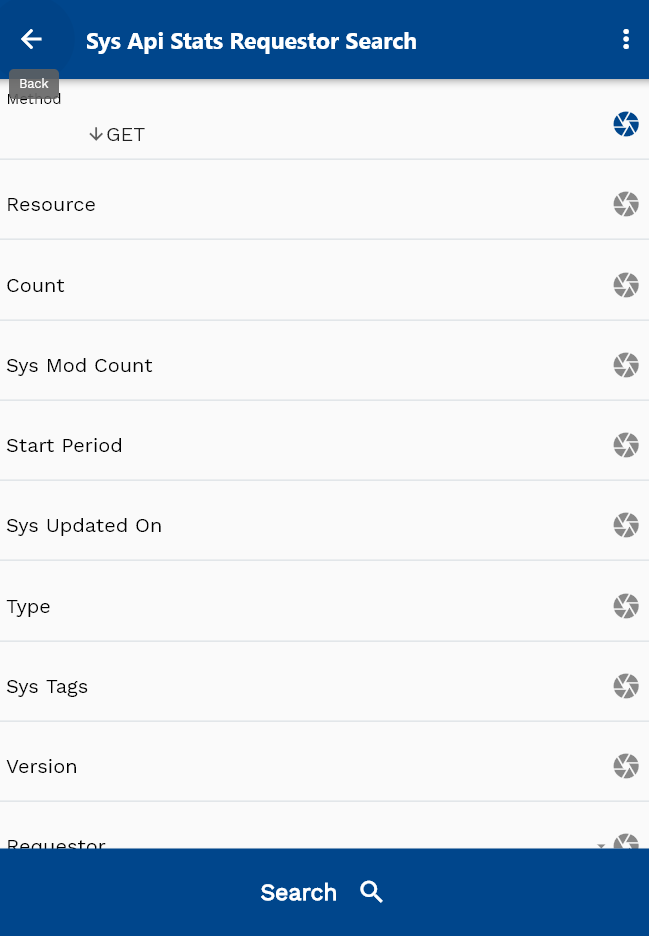 Sys Api Stats Requestor Search
Back
Method
GET
Resource
Count
Sys Mod Count
Start Period
Sys Updated On
Type
Sys Tags
Version
Requestor
Search